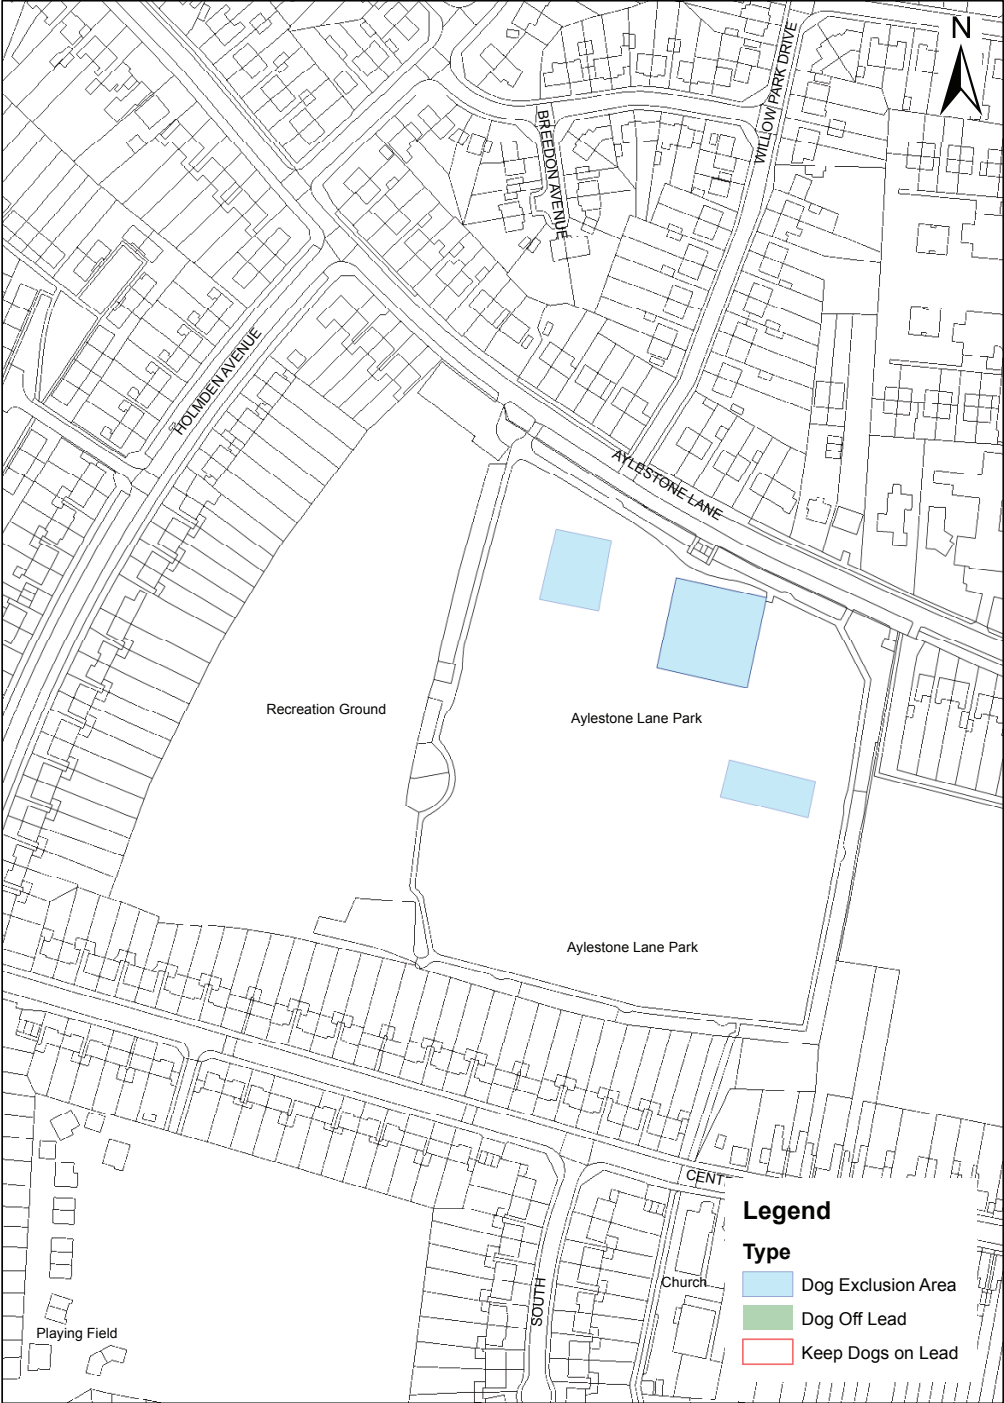 N
WILLOW PARK DRIVE
BREEDON AVENUE
HOLMDEN AVENUE
AYLESTONE LANE
Recreation Ground
Aylestone Lane Park
Aylestone Lane Park
CENT
Legend
Type
Dog Exclusion Area
Dog Off Lead
Keep Dogs on Lead
Church
SOUTH
Playing Field